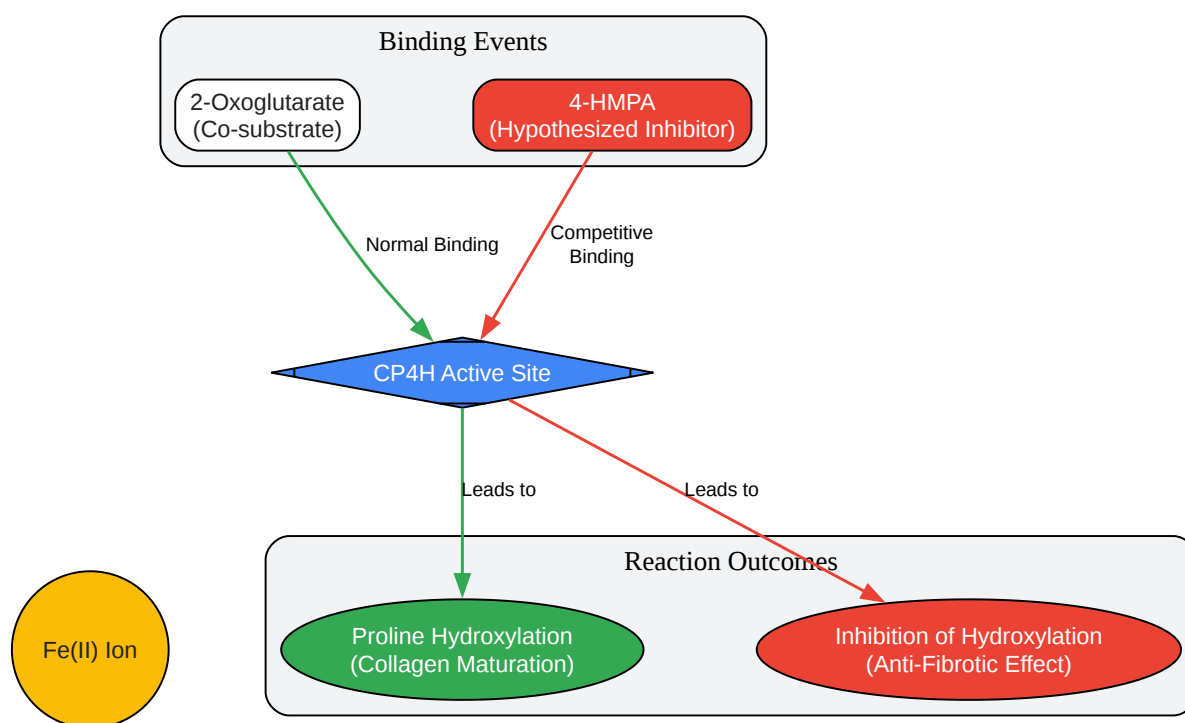 Binding Events
2-Oxoglutarate
(Co-substrate)
4-HMPA
(Hypothesized Inhibitor)
Normal Binding
Competitive
Binding
CP4H Active Site
Leads to
Leads to
Reaction Outcomes
Fe(II) Ion
Proline Hydroxylation
(Collagen Maturation)
Inhibition of Hydroxylation
(Anti-Fibrotic Effect)